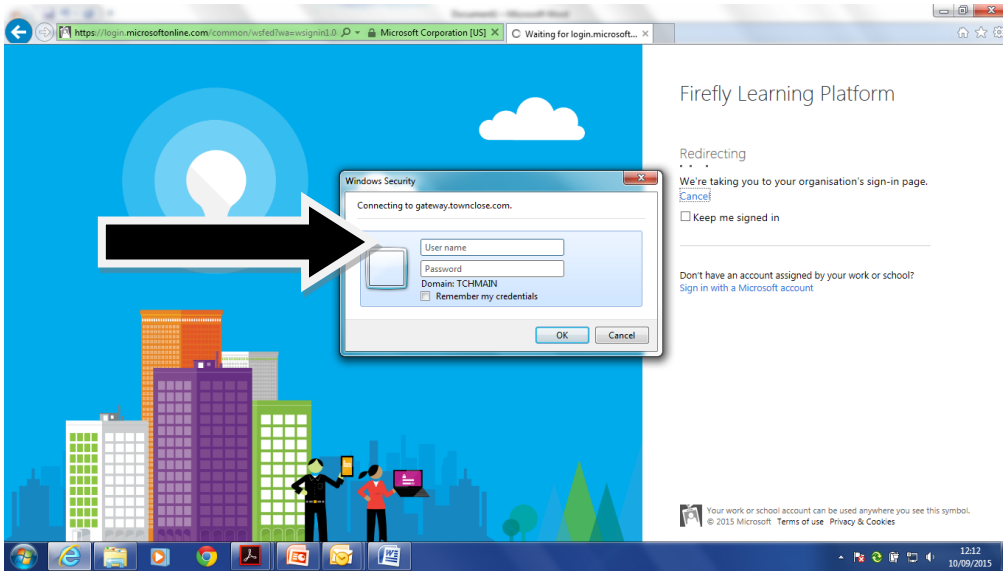 https://login.microsoftonline.com/common/wsfed?wa=wsignin1.0
Microsoft Corporation [US]
Waiting for login.microsoft...
Firefly Learning Platform
Redirecting
We're taking you to your organisation's sign-in page.
Cancel
Keep me signed in
Don't have an account assigned by your work or school?
Sign in with a Microsoft account
Windows Security
Connecting to gateway.townclose.com.
User name
Password
Domain: TCHMAIN
Remember my credentials
OK
Cancel
Your work or school account can be used anywhere you see this symbol.
© 2015 Microsoft Terms of use Privacy & Cookies
12:12
10/09/2015